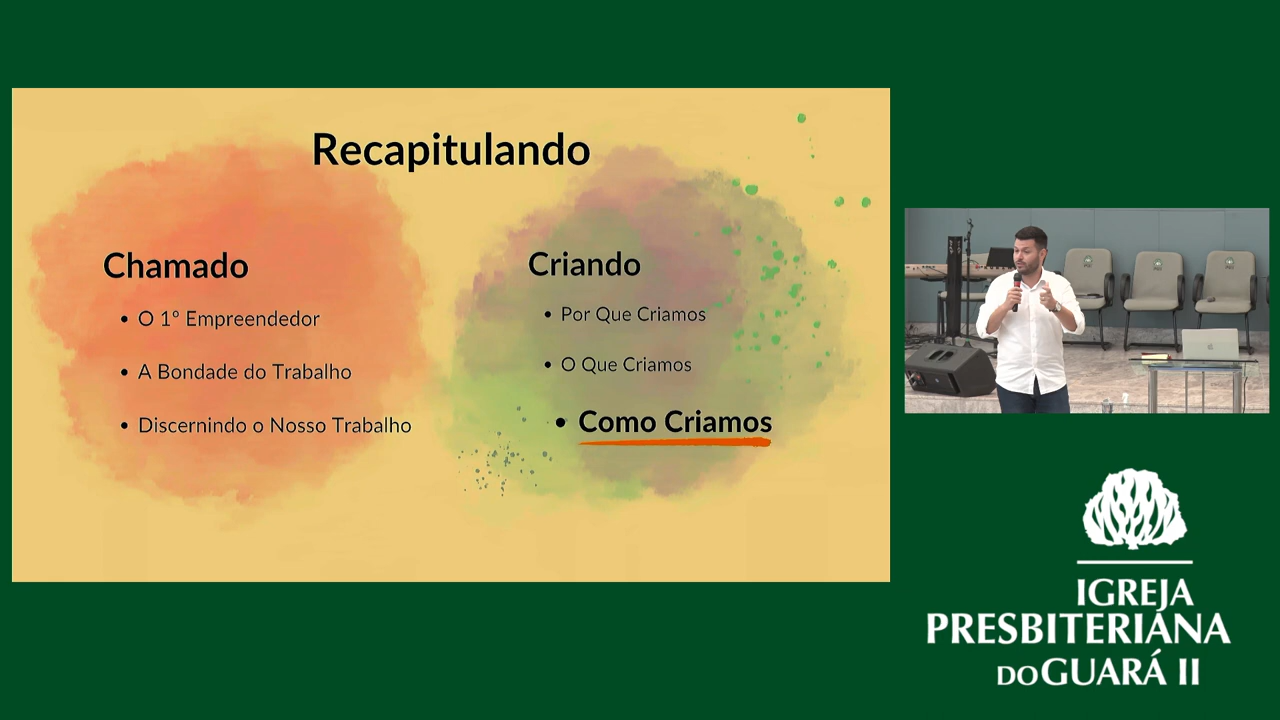 Recapitulando
Chamado
• O 1º Empreendedor
• A Bondade do Trabalho
• Discernindo o Nosso Trabalho
Criando
• Por Que Criamos
• O Que Criamos
• Como Criamos
IGREJA
PRESBITERIANA
DO GUARÁ II